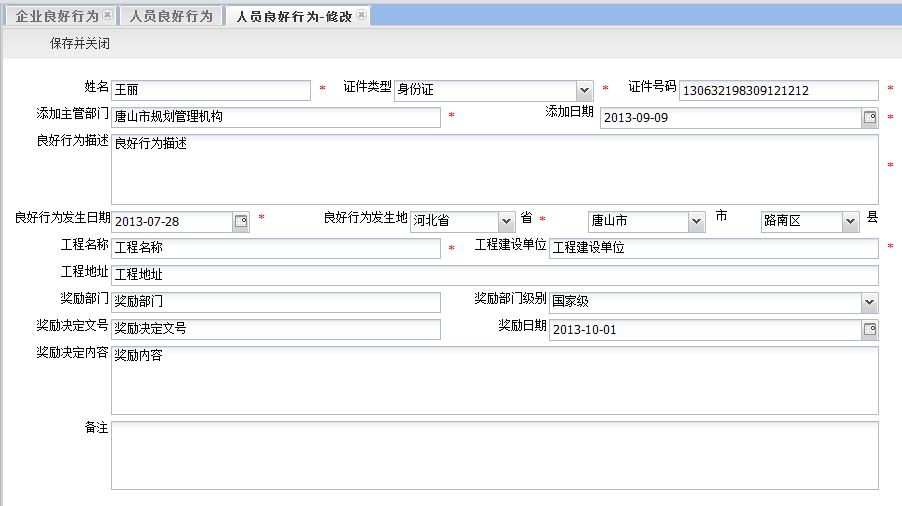 企业良好行为 人员良好行为 人员良好行为-修改
保存并关闭
姓名 王丽 * 证件类型 身份证 * 证件号码 130632198309121212 *
添加主管部门 唐山市规划管理机构 * 添加日期 2013-09-09 *
良好行为描述 良好行为描述 *
良好行为发生日期 2013-07-28 * 良好行为发生地 河北省 省 * 唐山市 市 路南区 县
工程名称 工程名称 * 工程建设单位 工程建设单位 *
工程地址 工程地址
奖励部门 奖励部门 奖励部门级别 国家级
奖励决定文号 奖励决定文号 奖励日期 2013-10-01
奖励决定内容 奖励内容
备注